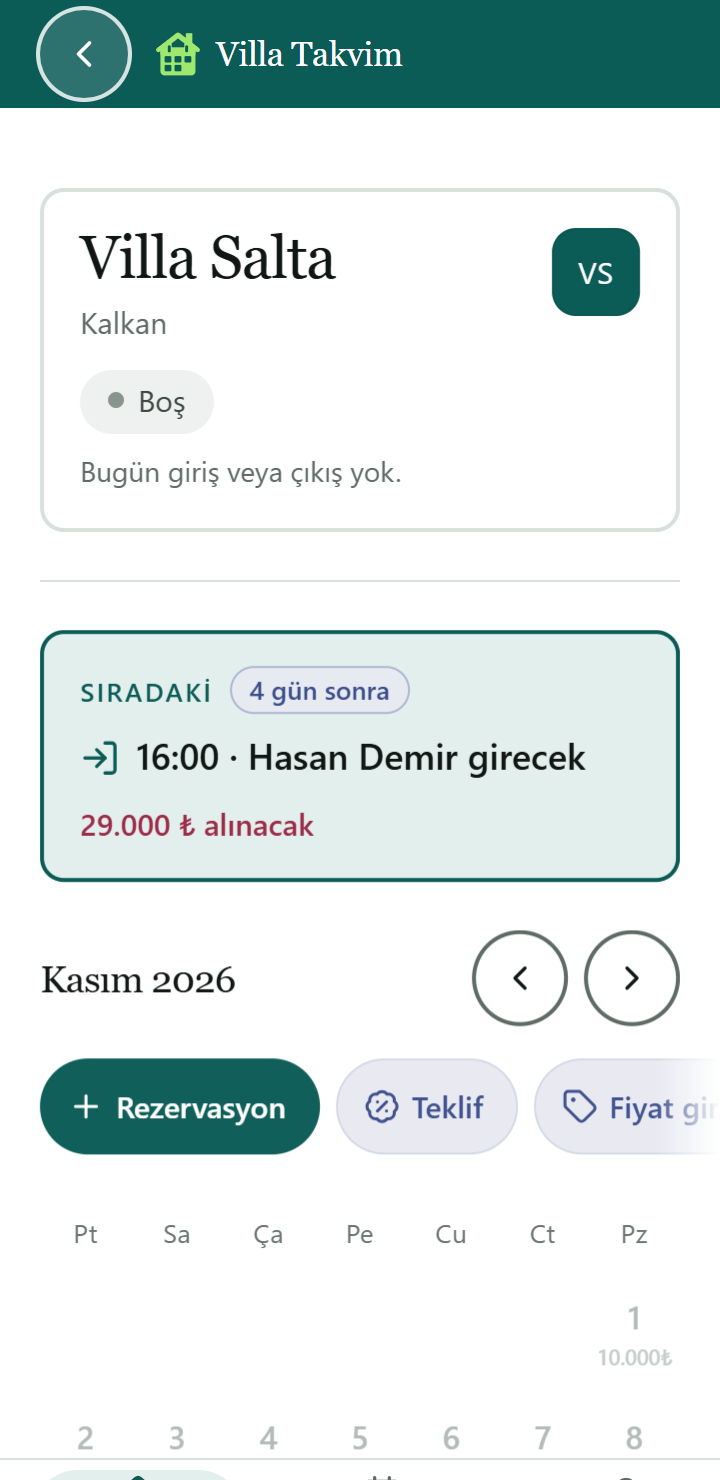 Villa Takvim
Villa Salta
VS
Kalkan
Boş
Bugün giriş veya çıkış yok.
SIRADAKİ
4 gün sonra
16:00 · Hasan Demir girecek
29.000 ₺ alınacak
Kasım 2026
+ Rezervasyon
Teklif
Fiyat gir
Pt Sa Ça Pe Cu Ct Pz
1
10.000₺
2 3 4 5 6 7 8